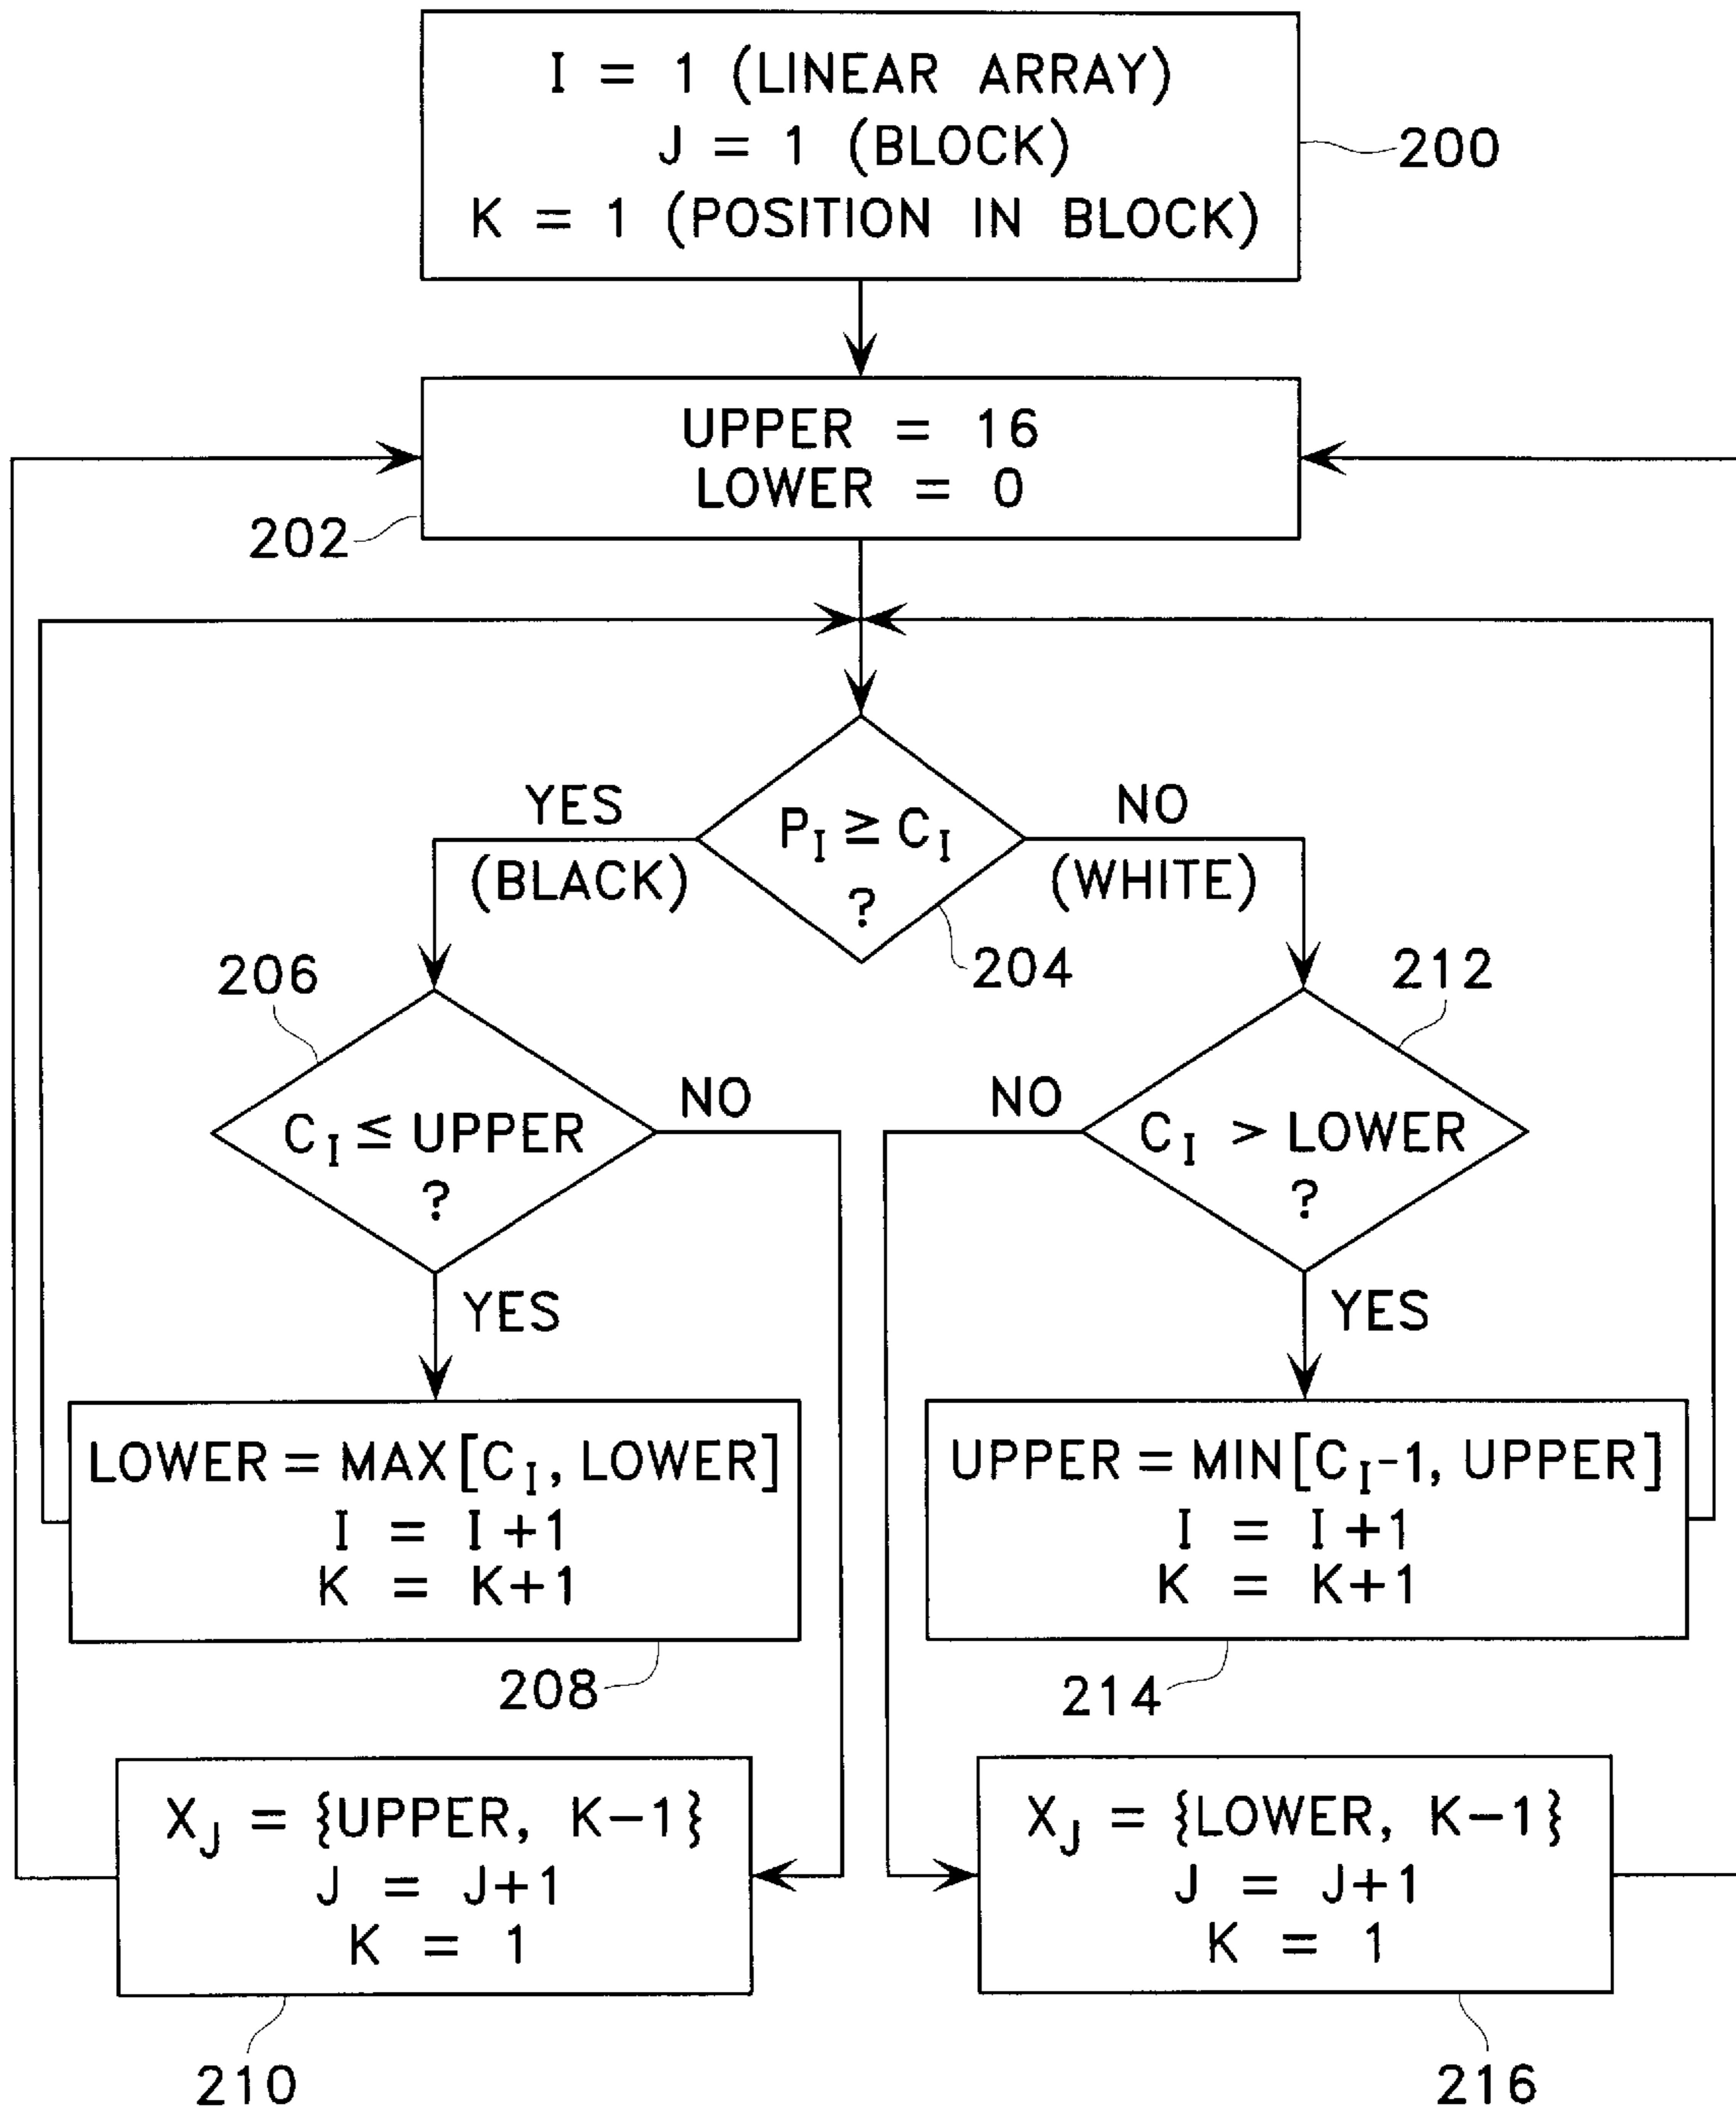 I = 1 (LINEAR ARRAY)
J = 1 (BLOCK)
K = 1 (POSITION IN BLOCK)
200
UPPER = 16
LOWER = 0
202
YES
(BLACK)
P_I ≥ C_I
?
NO
(WHITE)
204
206
212
C_I ≤ UPPER
?
NO
NO
C_I > LOWER
?
YES
YES
LOWER = MAX[C_I, LOWER]
I = I+1
K = K+1
208
UPPER = MIN[C_I-1, UPPER]
I = I+1
K = K+1
214
X_J = {UPPER, K-1}
J = J+1
K = 1
210
X_J = {LOWER, K-1}
J = J+1
K = 1
216